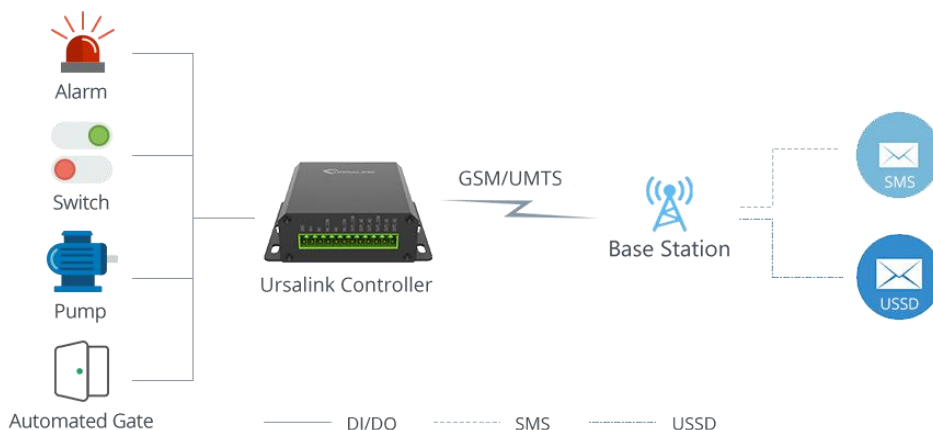 Alarm
Switch
Pump
Automated Gate
Ursalink Controller
GSM/UMTS
Base Station
SMS
USSD
DI/DO
SMS
USSD